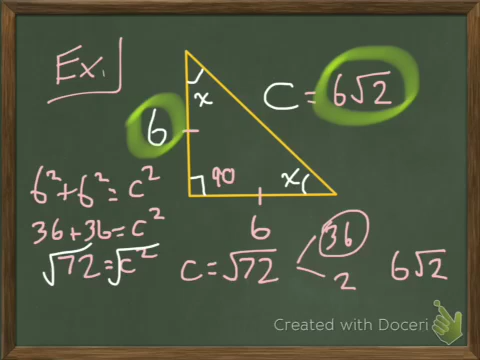 Ex.
C = 6√2
x
6
90
x
6
6² + 6² = c²
36 + 36 = c²
√72 = √c²
c = √72
36
2
6√2
Created with Doceri